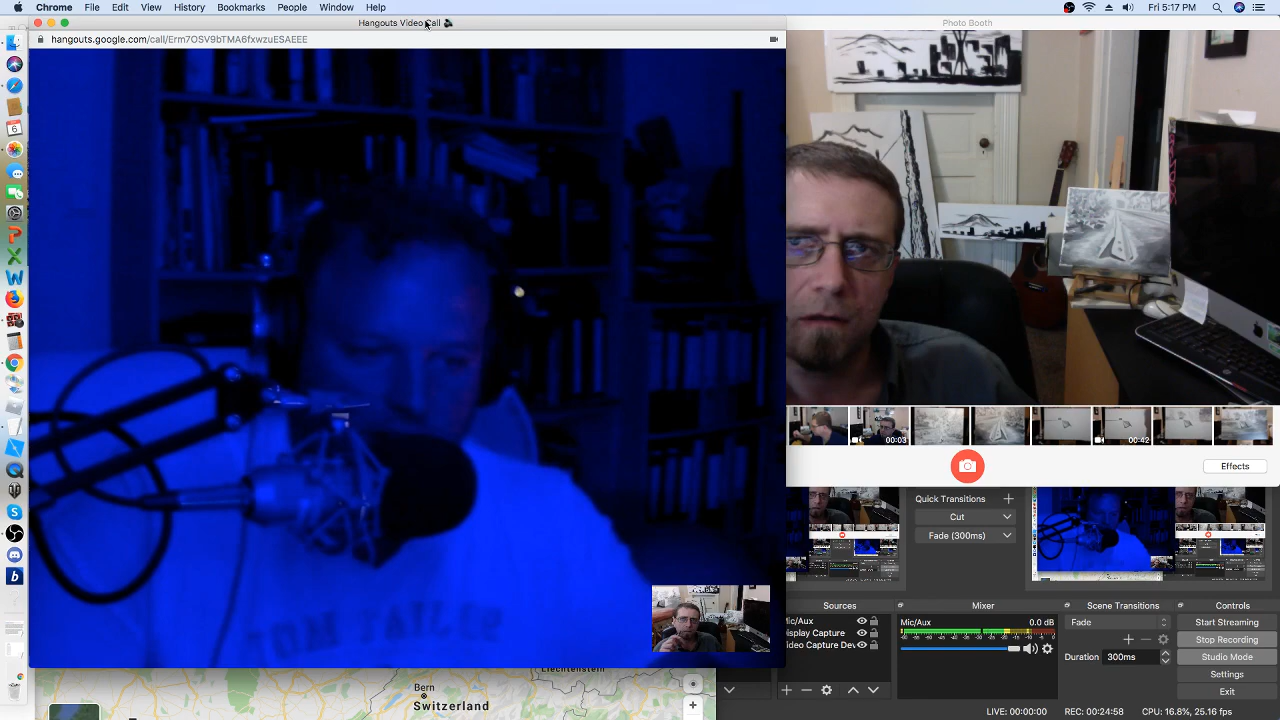 Chrome File Edit View History Bookmarks People Window Help
Fri 5:17 PM
Hangouts Video Call
hangouts.google.com/call/Erm7OSV9bTMA6fxwzuESAEEE
Photo Booth
00:03
00:42
Effects
Quick Transitions
Cut
Fade (300ms)
Sources
Mixer
Scene Transitions
Controls
Mic/Aux
isplay Capture
ideo Capture Dev
Mic/Aux 0.0 dB
Fade
Duration 300ms
Start Streaming
Stop Recording
Studio Mode
Settings
Exit
Liechtenstein
Bern
Switzerland
LIVE: 00:00:00 REC: 00:24:58 CPU: 16.8%, 25.16 fps